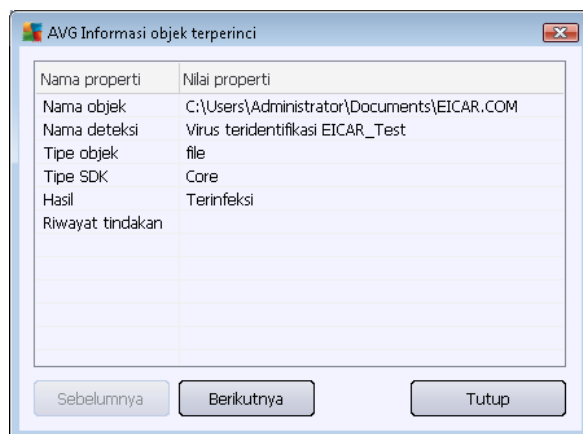 AVG Informasi objek terperinci
Nama properti Nilai properti
Nama objek C:\Users\Administrator\Documents\EICAR.COM
Nama deteksi Virus teridentifikasi EICAR_Test
Tipe objek file
Tipe SDK Core
Hasil Terinfeksi
Riwayat tindakan
Sebelumnya Berikutnya Tutup